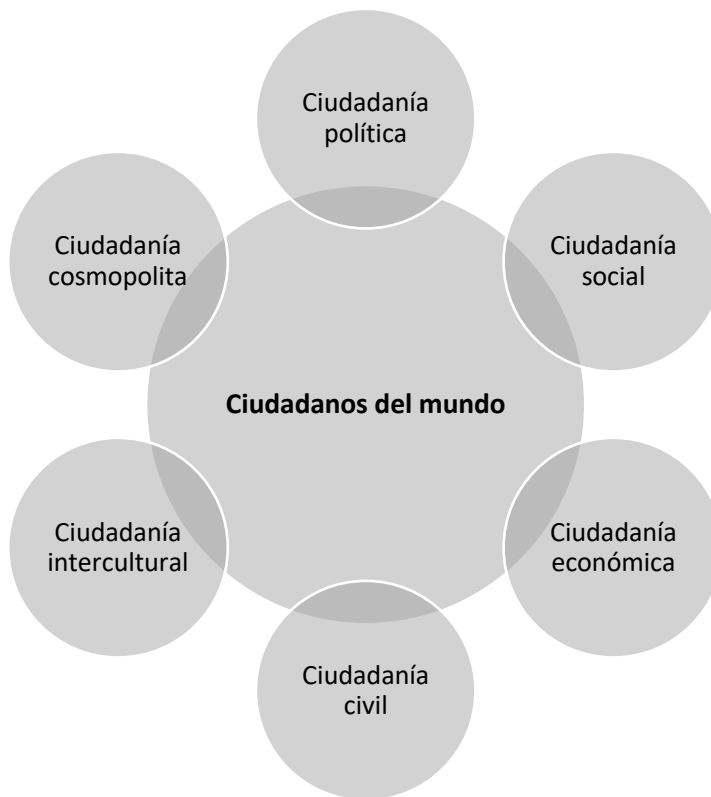 Ciudadanía
política
Ciudadanía
cosmopolita
Ciudadanía
social
Ciudadanos del mundo
Ciudadanía
intercultural
Ciudadanía
económica
Ciudadanía
civil